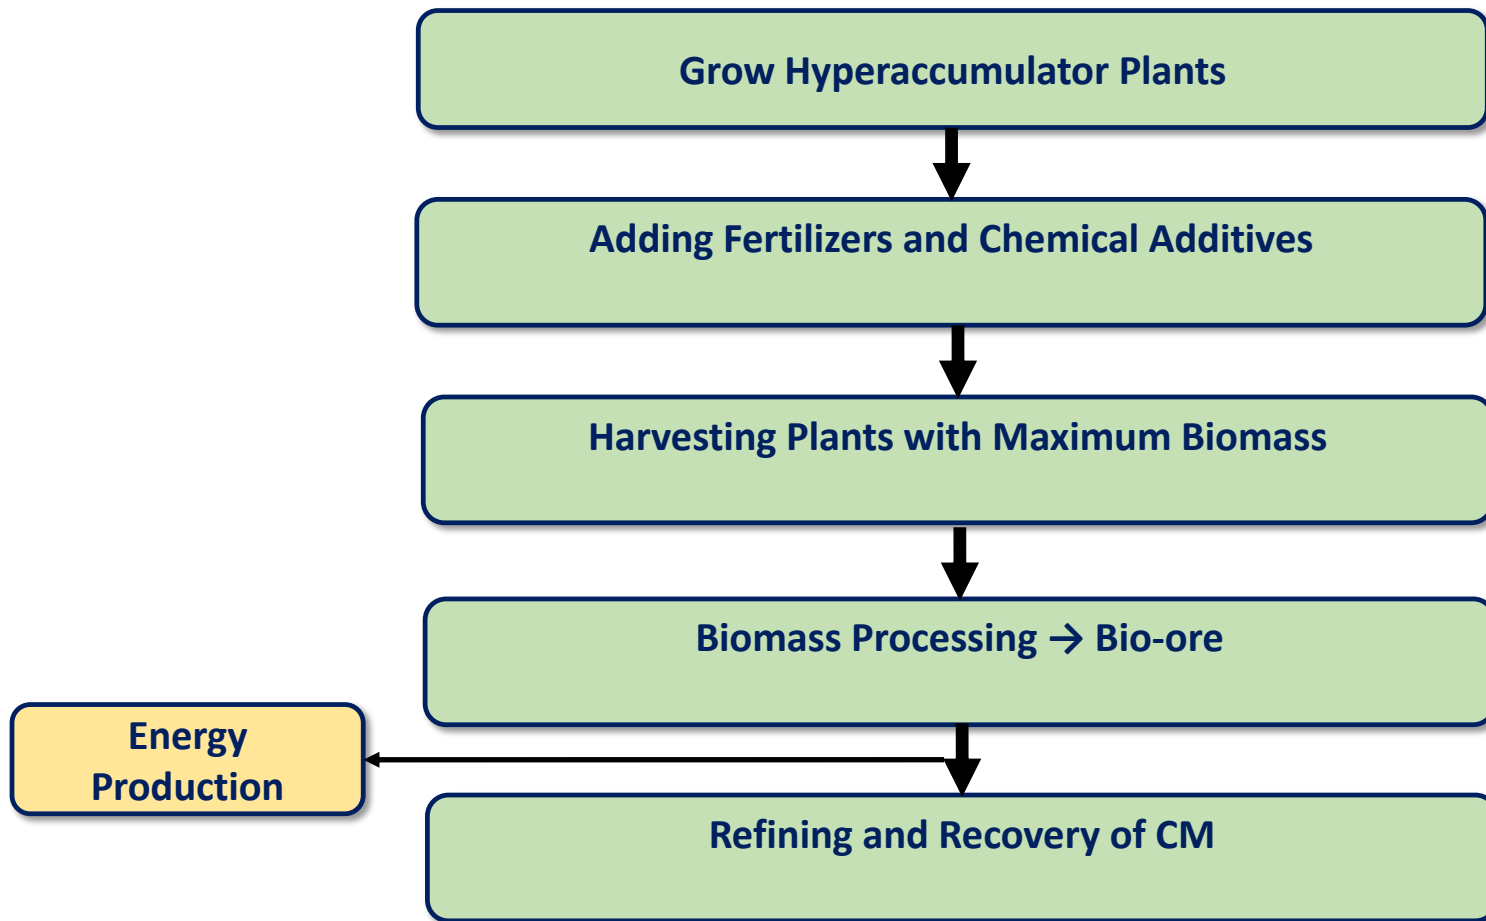 Grow Hyperaccumulator Plants
Adding Fertilizers and Chemical Additives
Harvesting Plants with Maximum Biomass
Biomass Processing → Bio-ore
Energy
Production
Refining and Recovery of CM